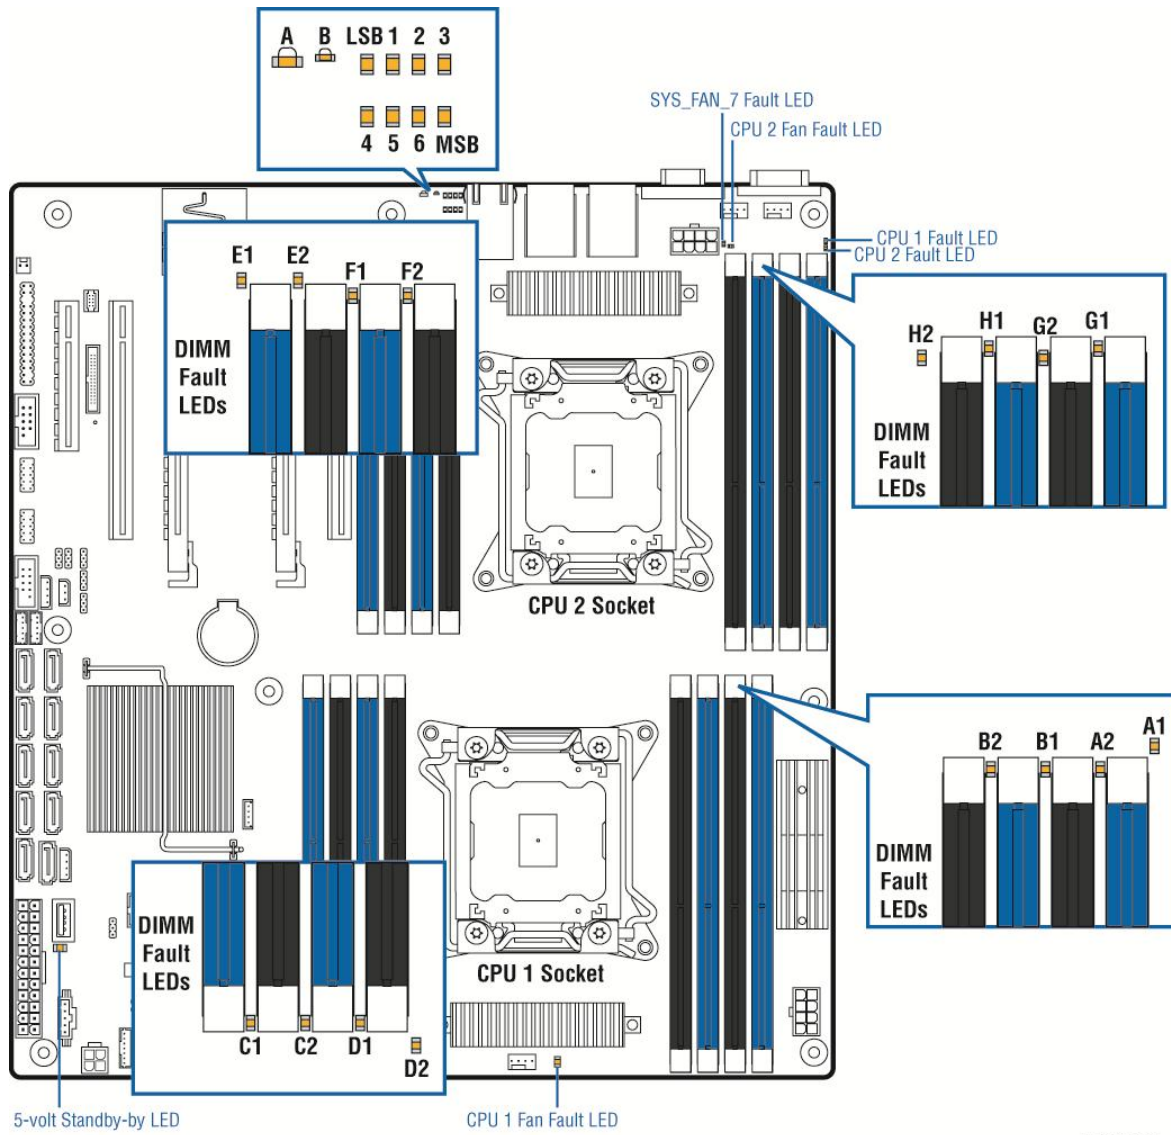 A B LSB 1 2 3
4 5 6 MSB
SYS_FAN_7 Fault LED
CPU 2 Fan Fault LED
CPU 1 Fault LED
CPU 2 Fault LED
E1 E2 F1 F2
DIMM
Fault
LEDs
H2 H1 G2 G1
DIMM
Fault
LEDs
CPU 2 Socket
B2 B1 A2 A1
DIMM
Fault
LEDs
DIMM
Fault
LEDs
CPU 1 Socket
C1 C2 D1 D2
5-volt Standby-by LED
CPU 1 Fan Fault LED